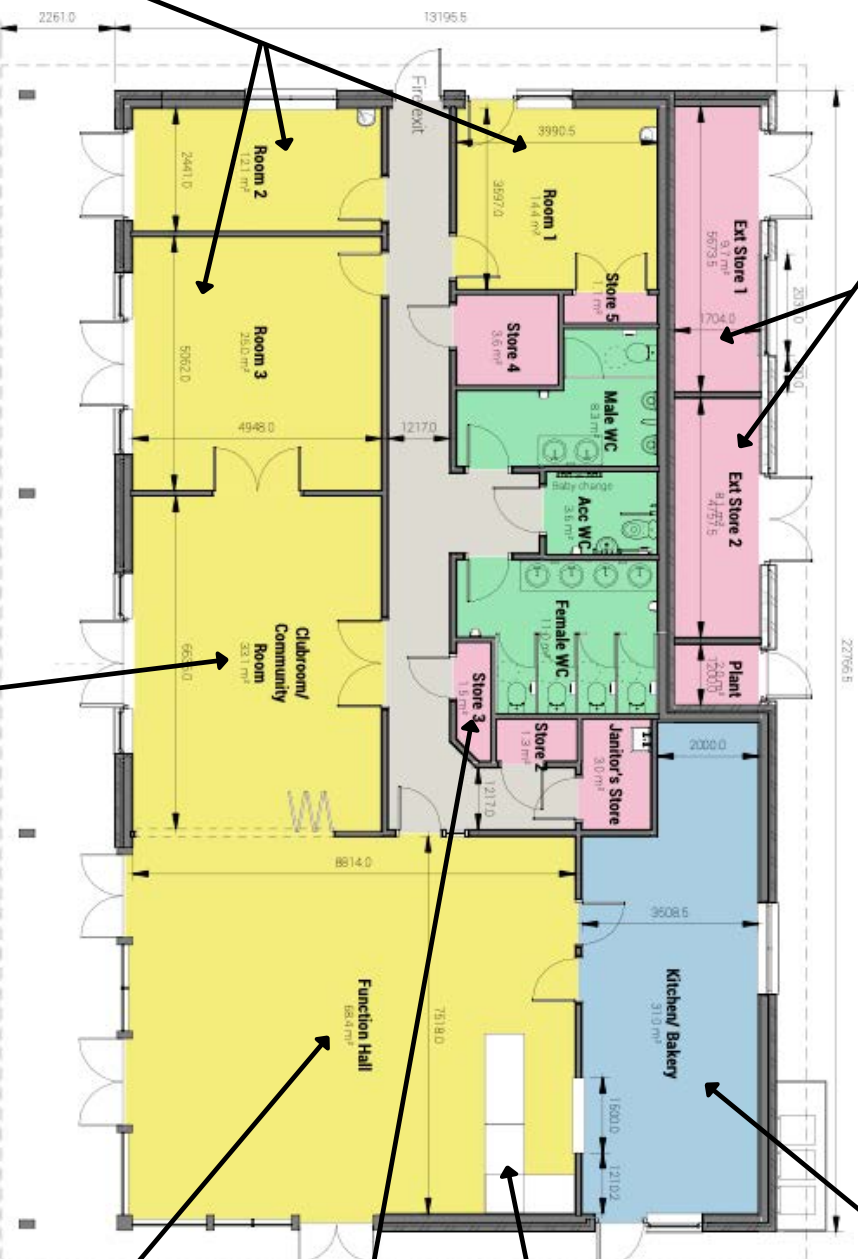 2261.0
13195.5
Fire exit
Room 2
12.1 m²
2441.0
3990.5
3597.0
Room 1
14.4 m²
Ext Store 1
9.7 m²
5673.5
1704.0
Store 5
1.1 m²
Store 4
3.6 m²
Room 3
25.0 m²
5062.0
4948.0
1217.0
Male WC
8.3 m²
Baby change
Acc WC
3.6 m²
Ext Store 2
8.1 m²
4757.5
Female WC
11.0 m²
Clubroom/
Community
Room
33.1 m²
Plant
1200.0
22766.5
Store 3
1.5 m²
Store 2
1.3 m²
Janitor's Store
3.0 m²
2000.0
1217.0
8814.0
3508.5
Function Hall
68.4 m²
7518.0
Kitchen/ Bakery
31.0 m²
1500.0
1210.2